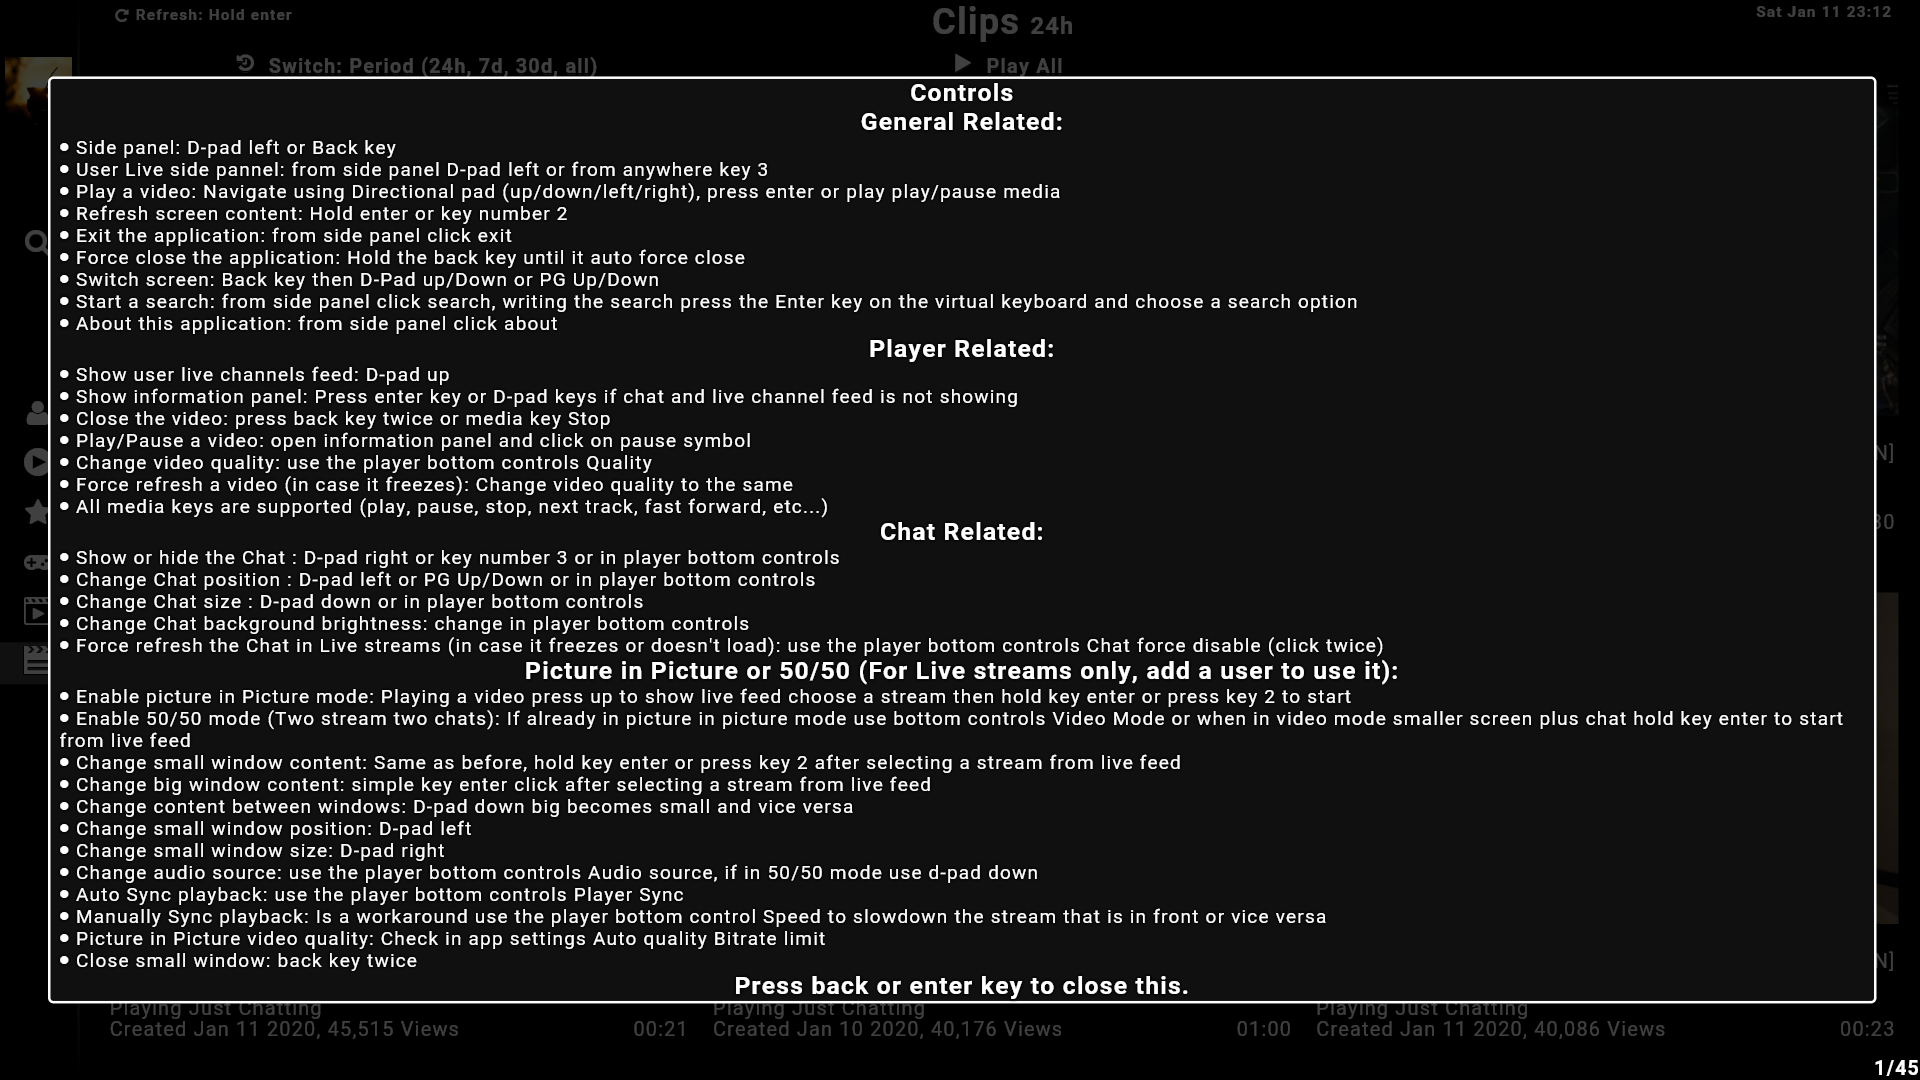 Refresh: Hold enter
Clips 24h
Sat Jan 11 23:12
Switch: Period (24h, 7d, 30d, all)
Play All
Controls
General Related:
● Side panel: D-pad left or Back key
● User Live side pannel: from side panel D-pad left or from anywhere key 3
● Play a video: Navigate using Directional pad (up/down/left/right), press enter or play play/pause media
● Refresh screen content: Hold enter or key number 2
● Exit the application: from side panel click exit
● Force close the application: Hold the back key until it auto force close
● Switch screen: Back key then D-Pad up/Down or PG Up/Down
● Start a search: from side panel click search, writing the search press the Enter key on the virtual keyboard and choose a search option
● About this application: from side panel click about
Player Related:
● Show user live channels feed: D-pad up
● Show information panel: Press enter key or D-pad keys if chat and live channel feed is not showing
● Close the video: press back key twice or media key Stop
● Play/Pause a video: open information panel and click on pause symbol
● Change video quality: use the player bottom controls Quality
● Force refresh a video (in case it freezes): Change video quality to the same
● All media keys are supported (play, pause, stop, next track, fast forward, etc...)
Chat Related:
● Show or hide the Chat : D-pad right or key number 3 or in player bottom controls
● Change Chat position : D-pad left or PG Up/Down or in player bottom controls
● Change Chat size : D-pad down or in player bottom controls
● Change Chat background brightness: change in player bottom controls
● Force refresh the Chat in Live streams (in case it freezes or doesn't load): use the player bottom controls Chat force disable (click twice)
Picture in Picture or 50/50 (For Live streams only, add a user to use it):
● Enable picture in Picture mode: Playing a video press up to show live feed choose a stream then hold key enter or press key 2 to start
● Enable 50/50 mode (Two stream two chats): If already in picture in picture mode use bottom controls Video Mode or when in video mode smaller screen plus chat hold key enter to start
from live feed
● Change small window content: Same as before, hold key enter or press key 2 after selecting a stream from live feed
● Change big window content: simple key enter click after selecting a stream from live feed
● Change content between windows: D-pad down big becomes small and vice versa
● Change small window position: D-pad left
● Change small window size: D-pad right
● Change audio source: use the player bottom controls Audio source, if in 50/50 mode use d-pad down
● Auto Sync playback: use the player bottom controls Player Sync
● Manually Sync playback: Is a workaround use the player bottom control Speed to slowdown the stream that is in front or vice versa
● Picture in Picture video quality: Check in app settings Auto quality Bitrate limit
● Close small window: back key twice
Press back or enter key to close this.
Playing Just Chatting
Created Jan 11 2020, 45,515 Views 00:21
Playing Just Chatting
Created Jan 10 2020, 40,176 Views 01:00
Playing Just Chatting
Created Jan 11 2020, 40,086 Views 00:23
1/45